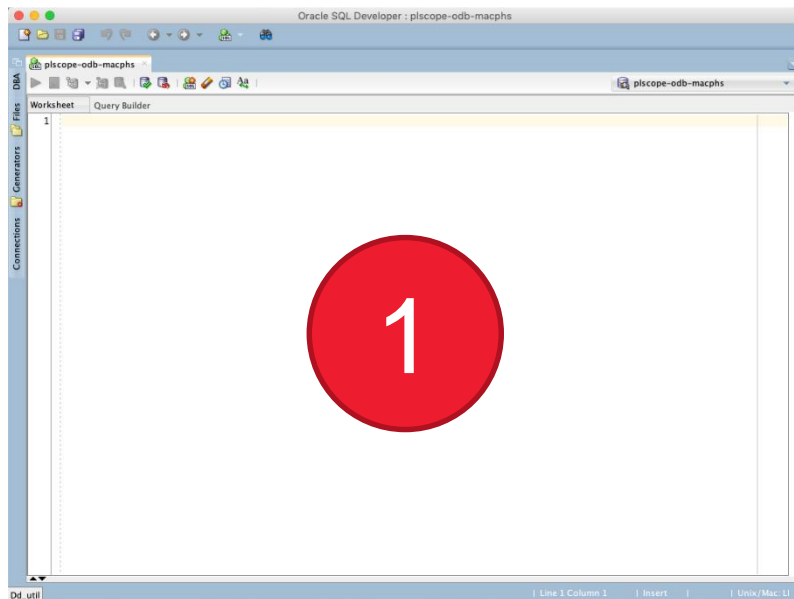 Oracle SQL Developer : plscope-odb-macphs
plscope-odb-macphs
plscope-odb-macphs
Worksheet Query Builder
1
DBA
Files
Generators
Connections
1
Line 1 Column 1 | Insert | | Unix/Mac: LI
Dd_util